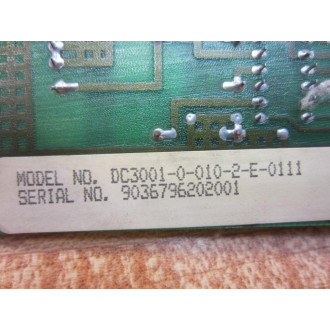 MODEL NO. DC3001-0-010-2-E-0111
SERIAL NO. 9036796202001